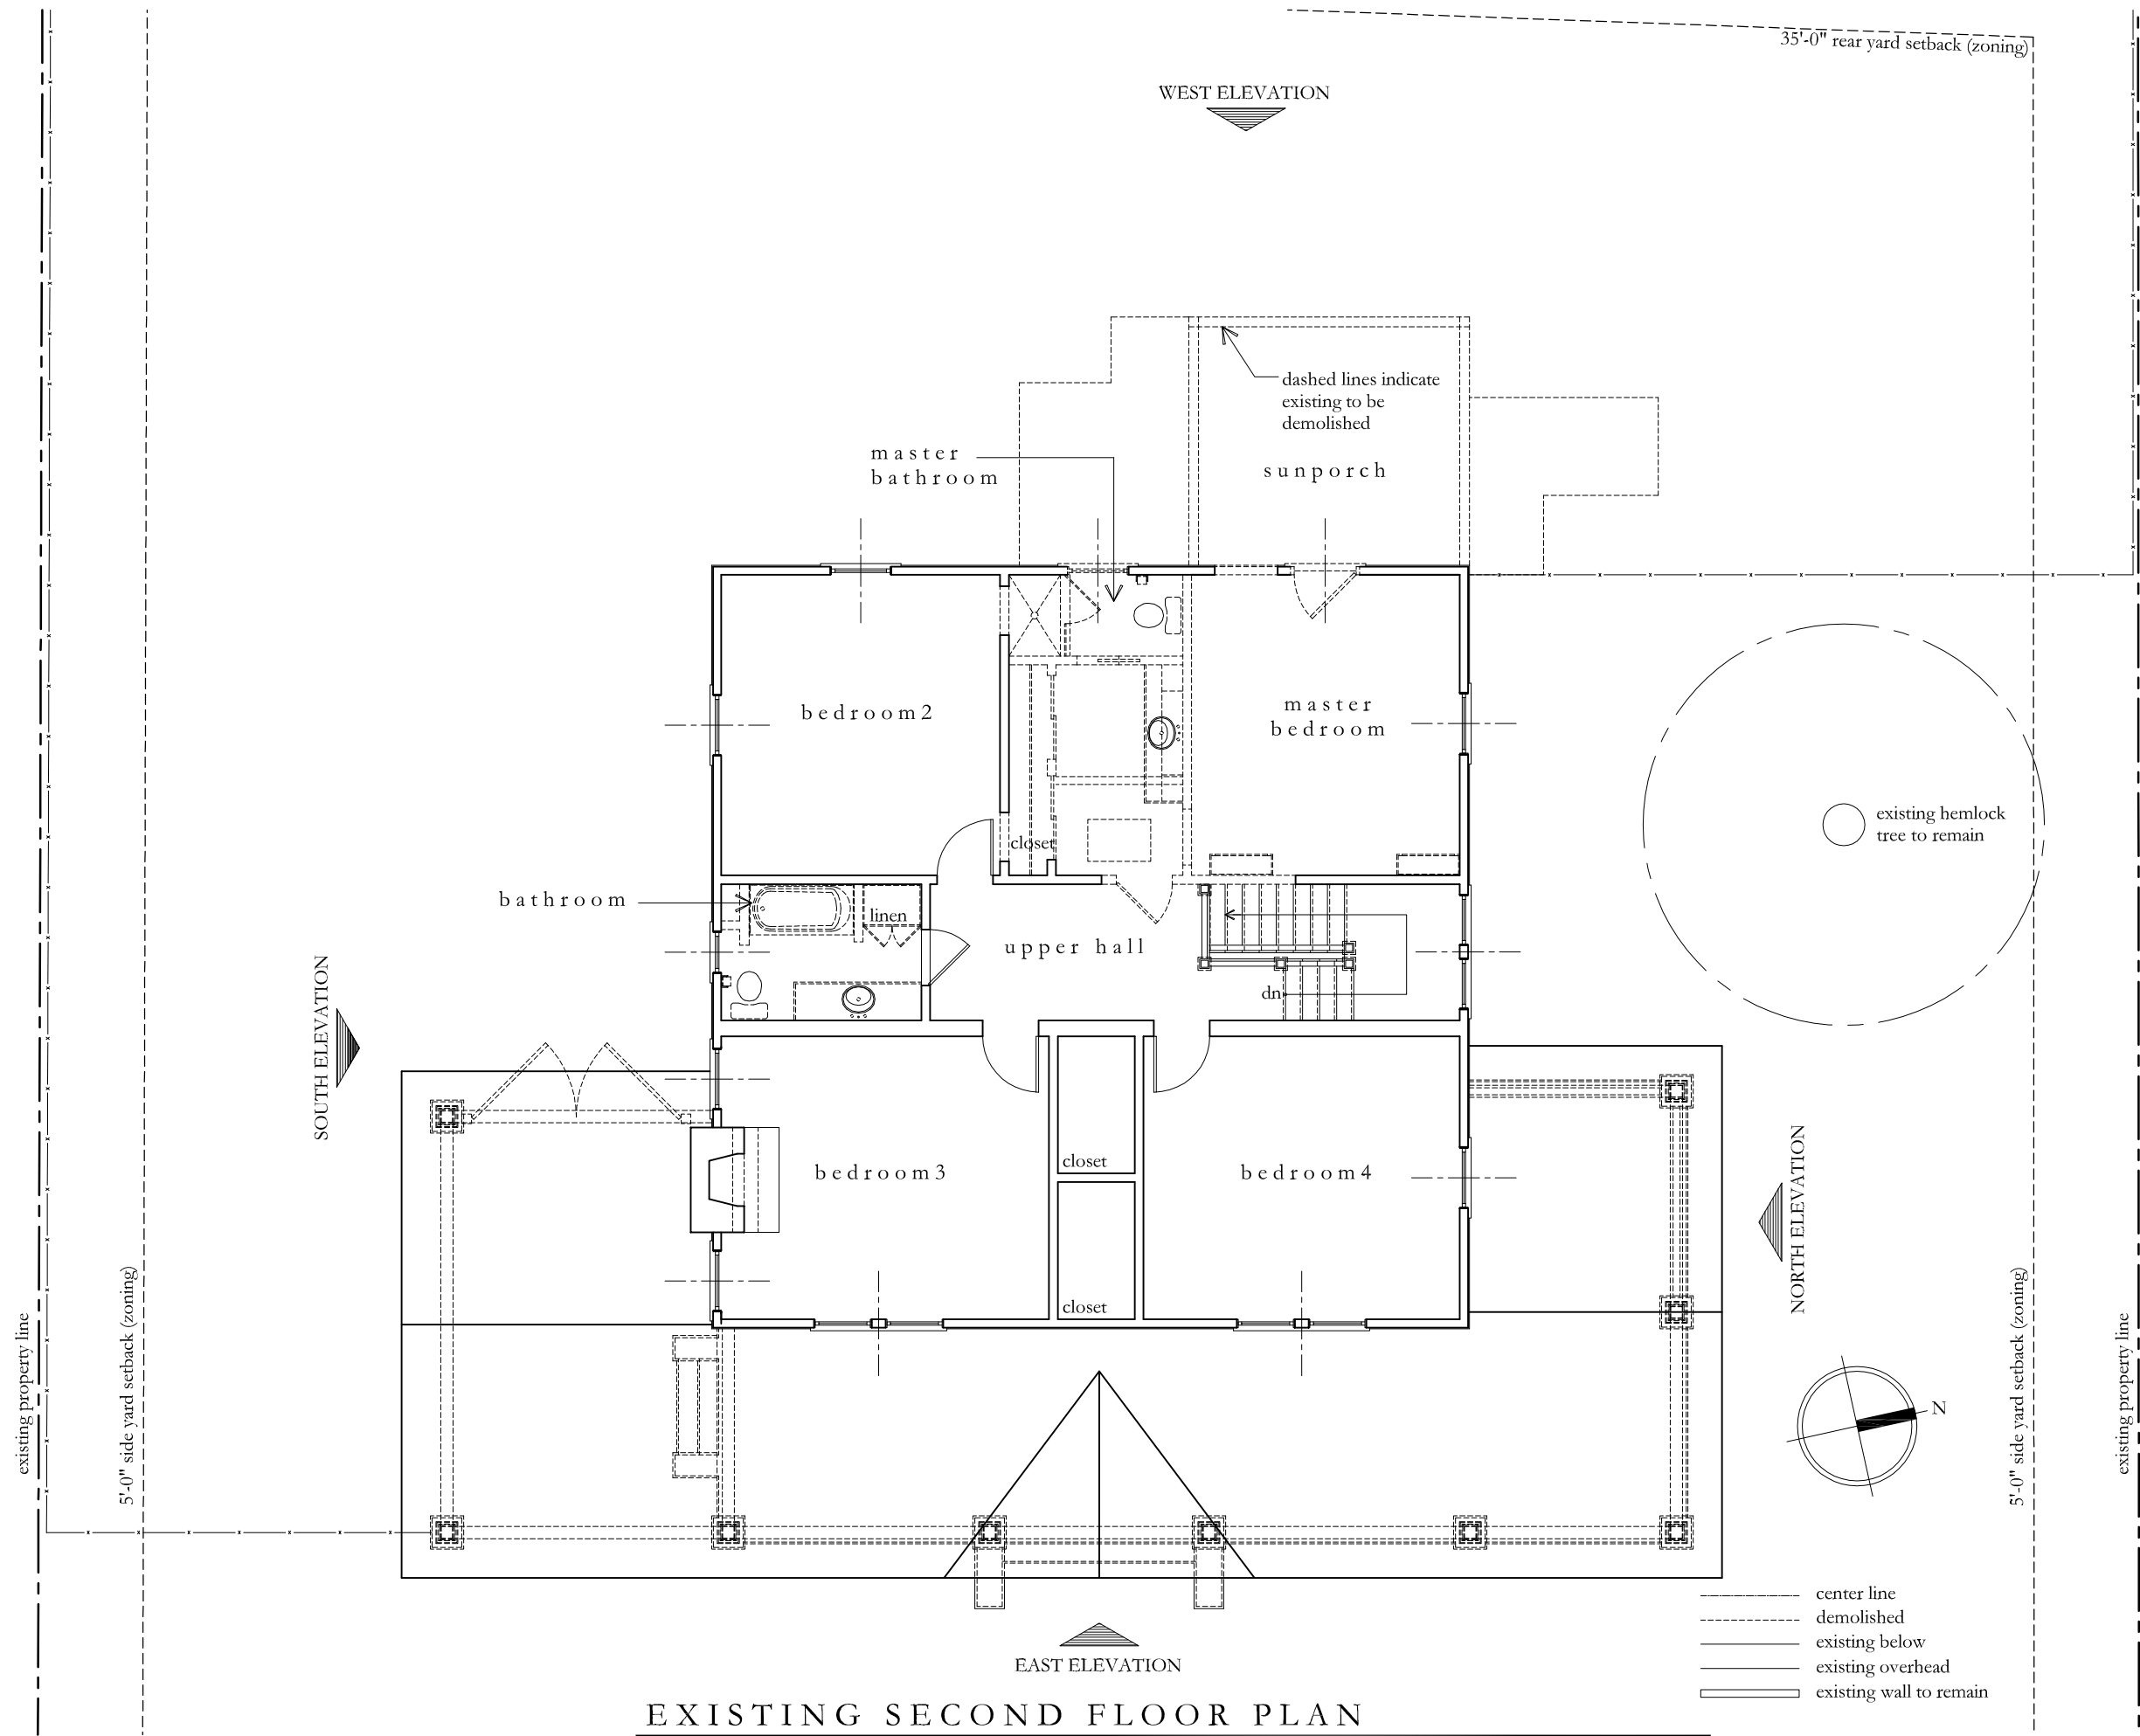 35'-0" rear yard setback (zoning)
WEST ELEVATION
dashed lines indicate
existing to be
demolished
master
bathroom
sunporch
bedroom2
master
bedroom
existing hemlock
tree to remain
closet
bathroom
linen
upper hall
dn
SOUTH ELEVATION
closet
bedroom3
bedroom4
NORTH ELEVATION
closet
existing property line
5'-0" side yard setback (zoning)
5'-0" side yard setback (zoning)
existing property line
N
center line
demolished
existing below
existing overhead
existing wall to remain
EAST ELEVATION
EXISTING SECOND FLOOR PLAN